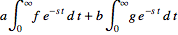 a∫₀^∞ f e^{-st} dt + b∫₀^∞ g e^{-st} dt